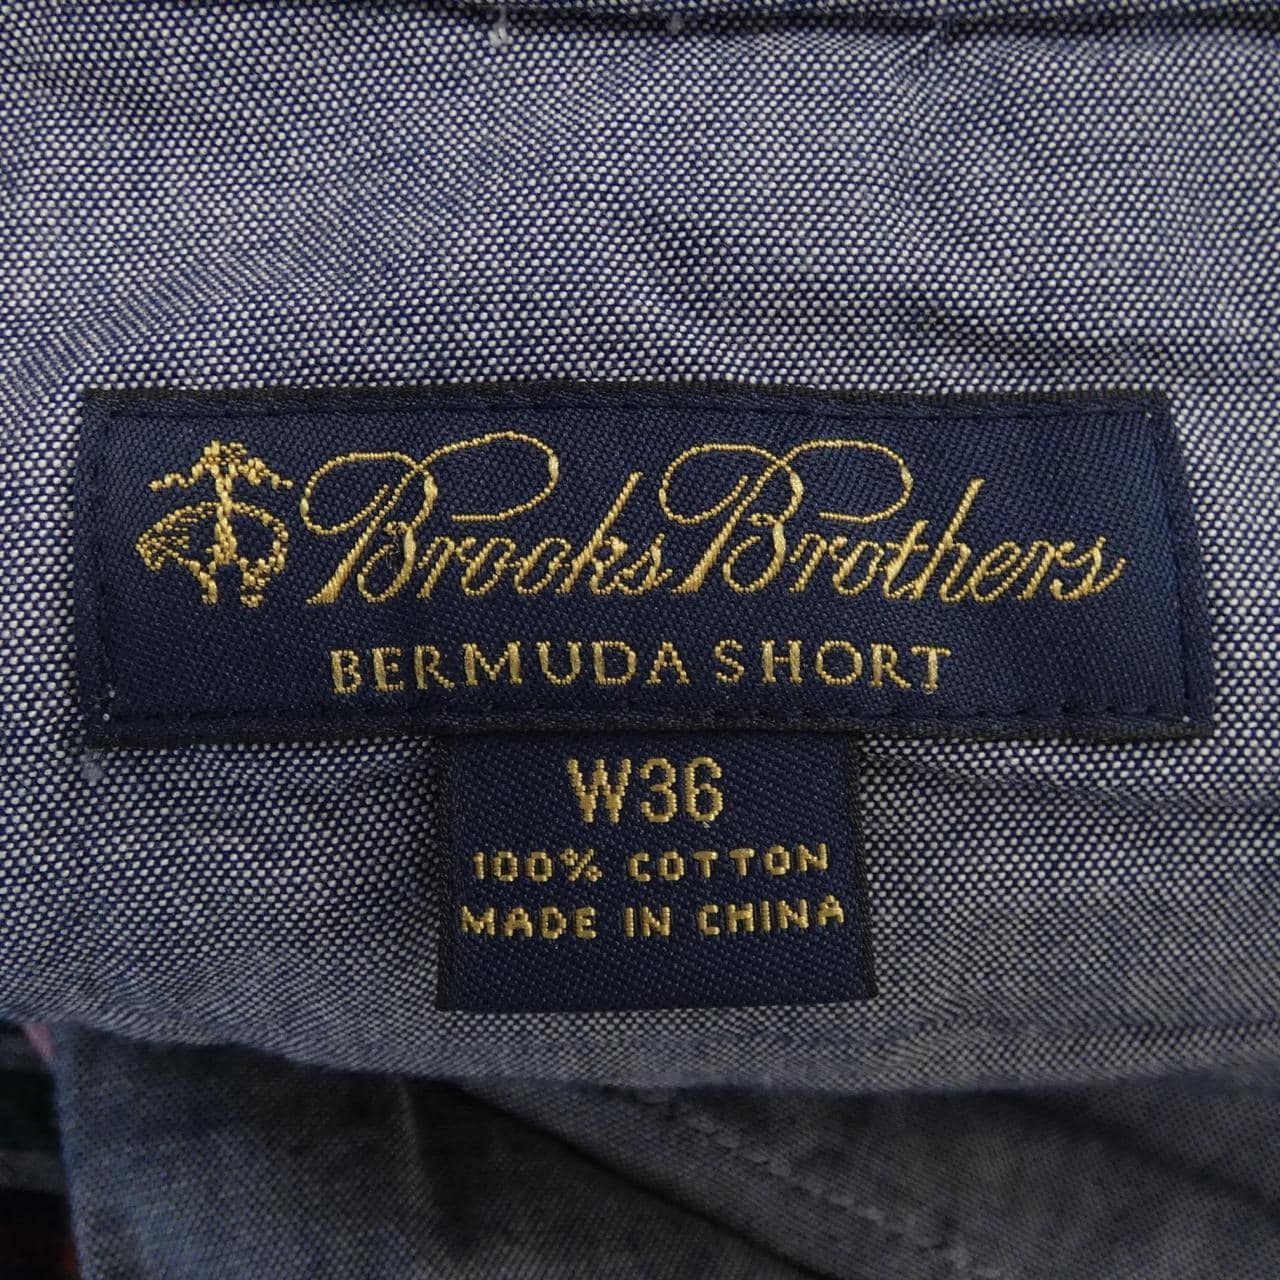 Brooks Brothers
BERMUDA SHORT
W36
100% COTTON
MADE IN CHINA